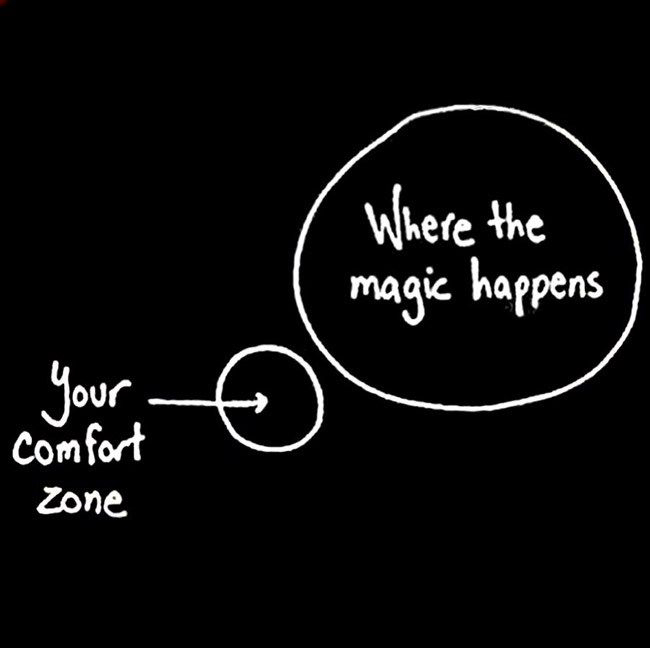 Where the
magic happens
Your
comfort
zone